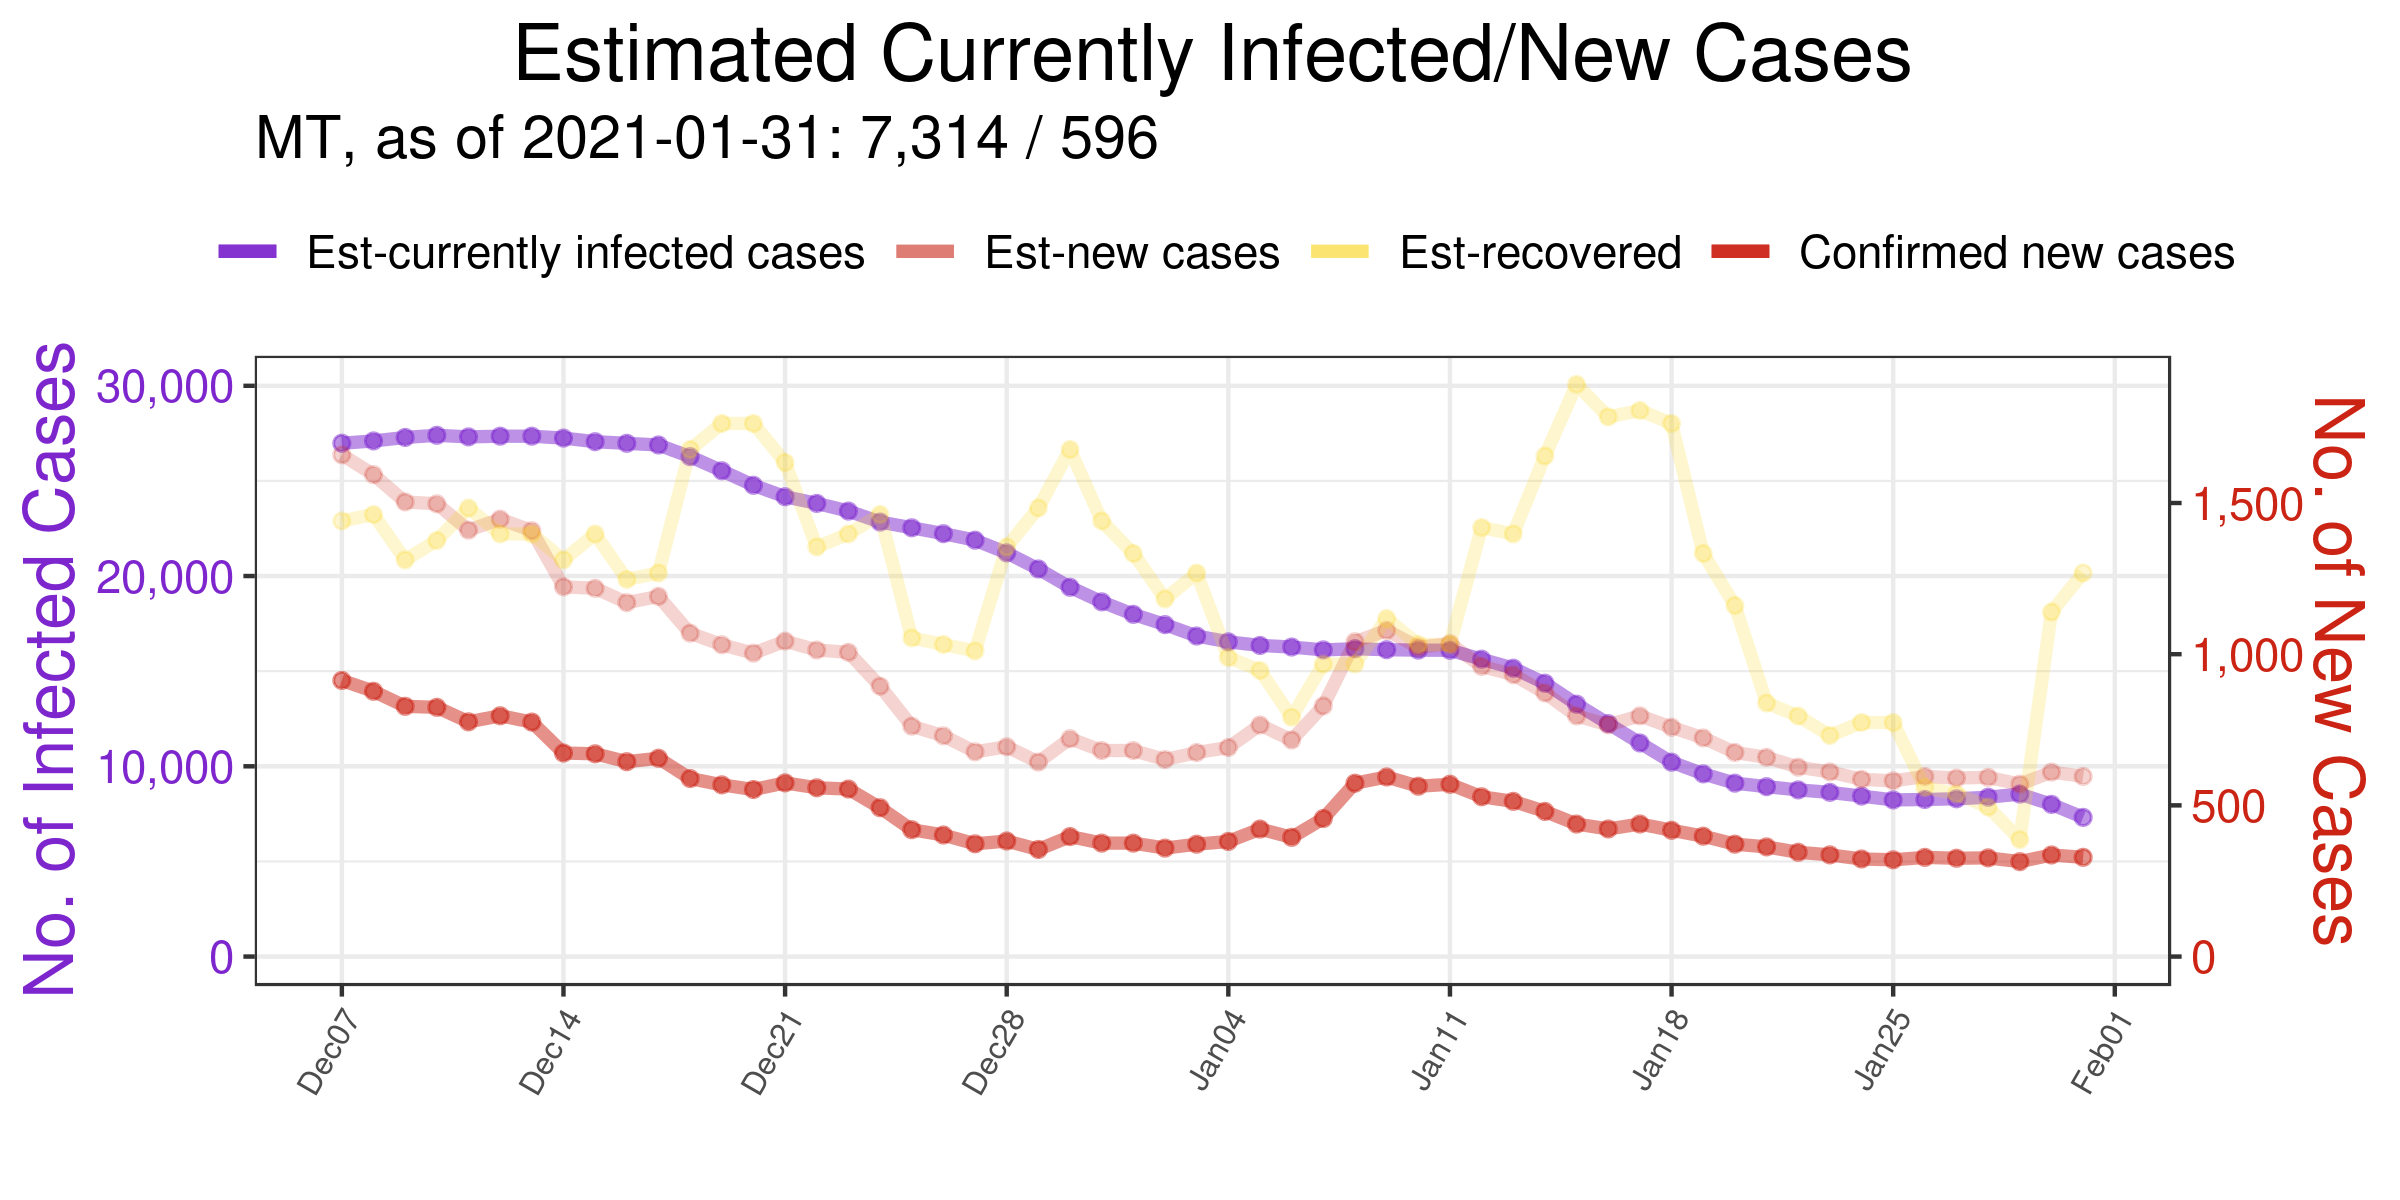 Estimated Currently Infected/New Cases
MT, as of 2021-01-31: 7,314 / 596
Est-currently infected cases Est-new cases Est-recovered Confirmed new cases
No. of Infected Cases
30,000
20,000
10,000
0
1,500
1,000
500
0
No. of New Cases
Dec07 Dec14 Dec21 Dec28 Jan04 Jan11 Jan18 Jan25 Feb01